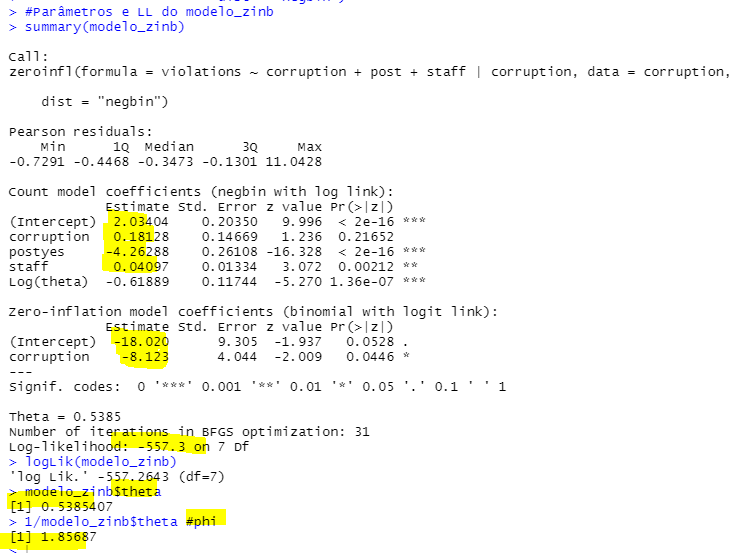 > #Parâmetros e LL do modelo_zinb
> summary(modelo_zinb)
Call:
zeroinfl(formula = violations ~ corruption + post + staff | corruption, data = corruption,
dist = "negbin")
Pearson residuals:
Min 1Q Median 3Q Max
-0.7291 -0.4468 -0.3473 -0.1301 11.0428
Count model coefficients (negbin with log link):
Estimate Std. Error z value Pr(>|z|)
(Intercept) 2.03404 0.20350 9.996 < 2e-16 ***
corruption 0.18128 0.14669 1.236 0.21652
postyes -4.26288 0.26108 -16.328 < 2e-16 ***
staff 0.04097 0.01334 3.072 0.00212 **
Log(theta) -0.61889 0.11744 -5.270 1.36e-07 ***
Zero-inflation model coefficients (binomial with logit link):
Estimate Std. Error z value Pr(>|z|)
(Intercept) -18.020 9.305 -1.937 0.0528 .
corruption -8.123 4.044 -2.009 0.0446 *
---
Signif. codes: 0 '***' 0.001 '**' 0.01 '*' 0.05 '.' 0.1 ' ' 1
Theta = 0.5385
Number of iterations in BFGS optimization: 31
Log-likelihood: -557.3 on 7 Df
> logLik(modelo_zinb)
'log Lik.' -557.2643 (df=7)
> modelo_zinb$theta
[1] 0.5385407
> 1/modelo_zinb$theta #phi
[1] 1.85687
>